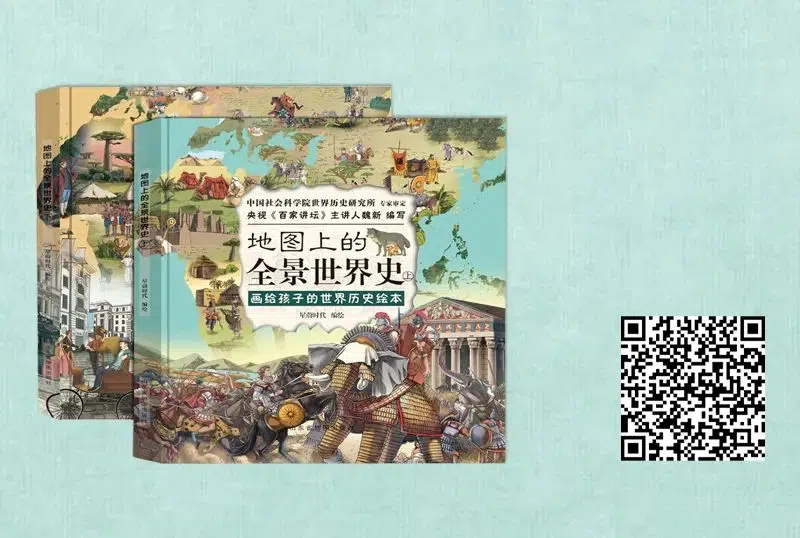 中国社会科学院世界历史研究所 专家审定
央视《百家讲坛》主讲人魏新 编写
地图上的
全景世界史 上
画给孩子的世界历史绘本
星蔚时代 编绘
地图上的全景世界史 上
星蔚时代 编绘
地图上的全景世界史